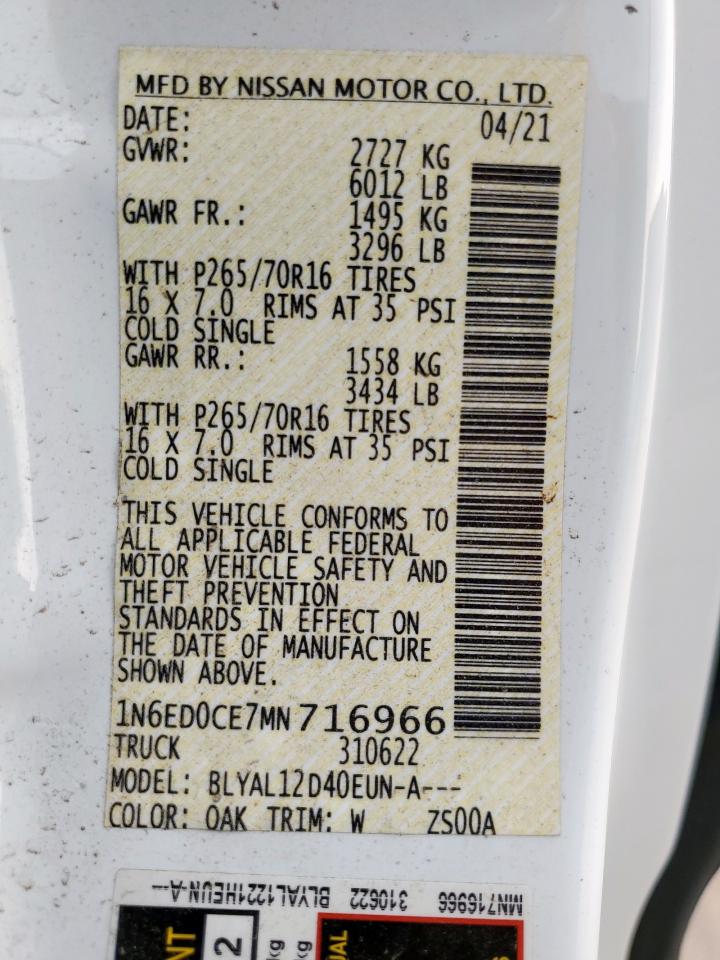 MFD BY NISSAN MOTOR CO., LTD.
DATE: 04/21
GVWR: 2727 KG
6012 LB
GAWR FR.: 1495 KG
3296 LB
WITH P265/70R16 TIRES
16 X 7.0 RIMS AT 35 PSI
COLD SINGLE
GAWR RR.: 1558 KG
3434 LB
WITH P265/70R16 TIRES
16 X 7.0 RIMS AT 35 PSI
COLD SINGLE
THIS VEHICLE CONFORMS TO
ALL APPLICABLE FEDERAL
MOTOR VEHICLE SAFETY AND
THEFT PREVENTION
STANDARDS IN EFFECT ON
THE DATE OF MANUFACTURE
SHOWN ABOVE.
1N6ED0CE7MN716966
TRUCK 310622
MODEL: BLYAL12D40EUN-A---
COLOR: QAK TRIM: W ZS00A
MN716966 310622 BLYAL1221HEUN-A---
2
kg
kg